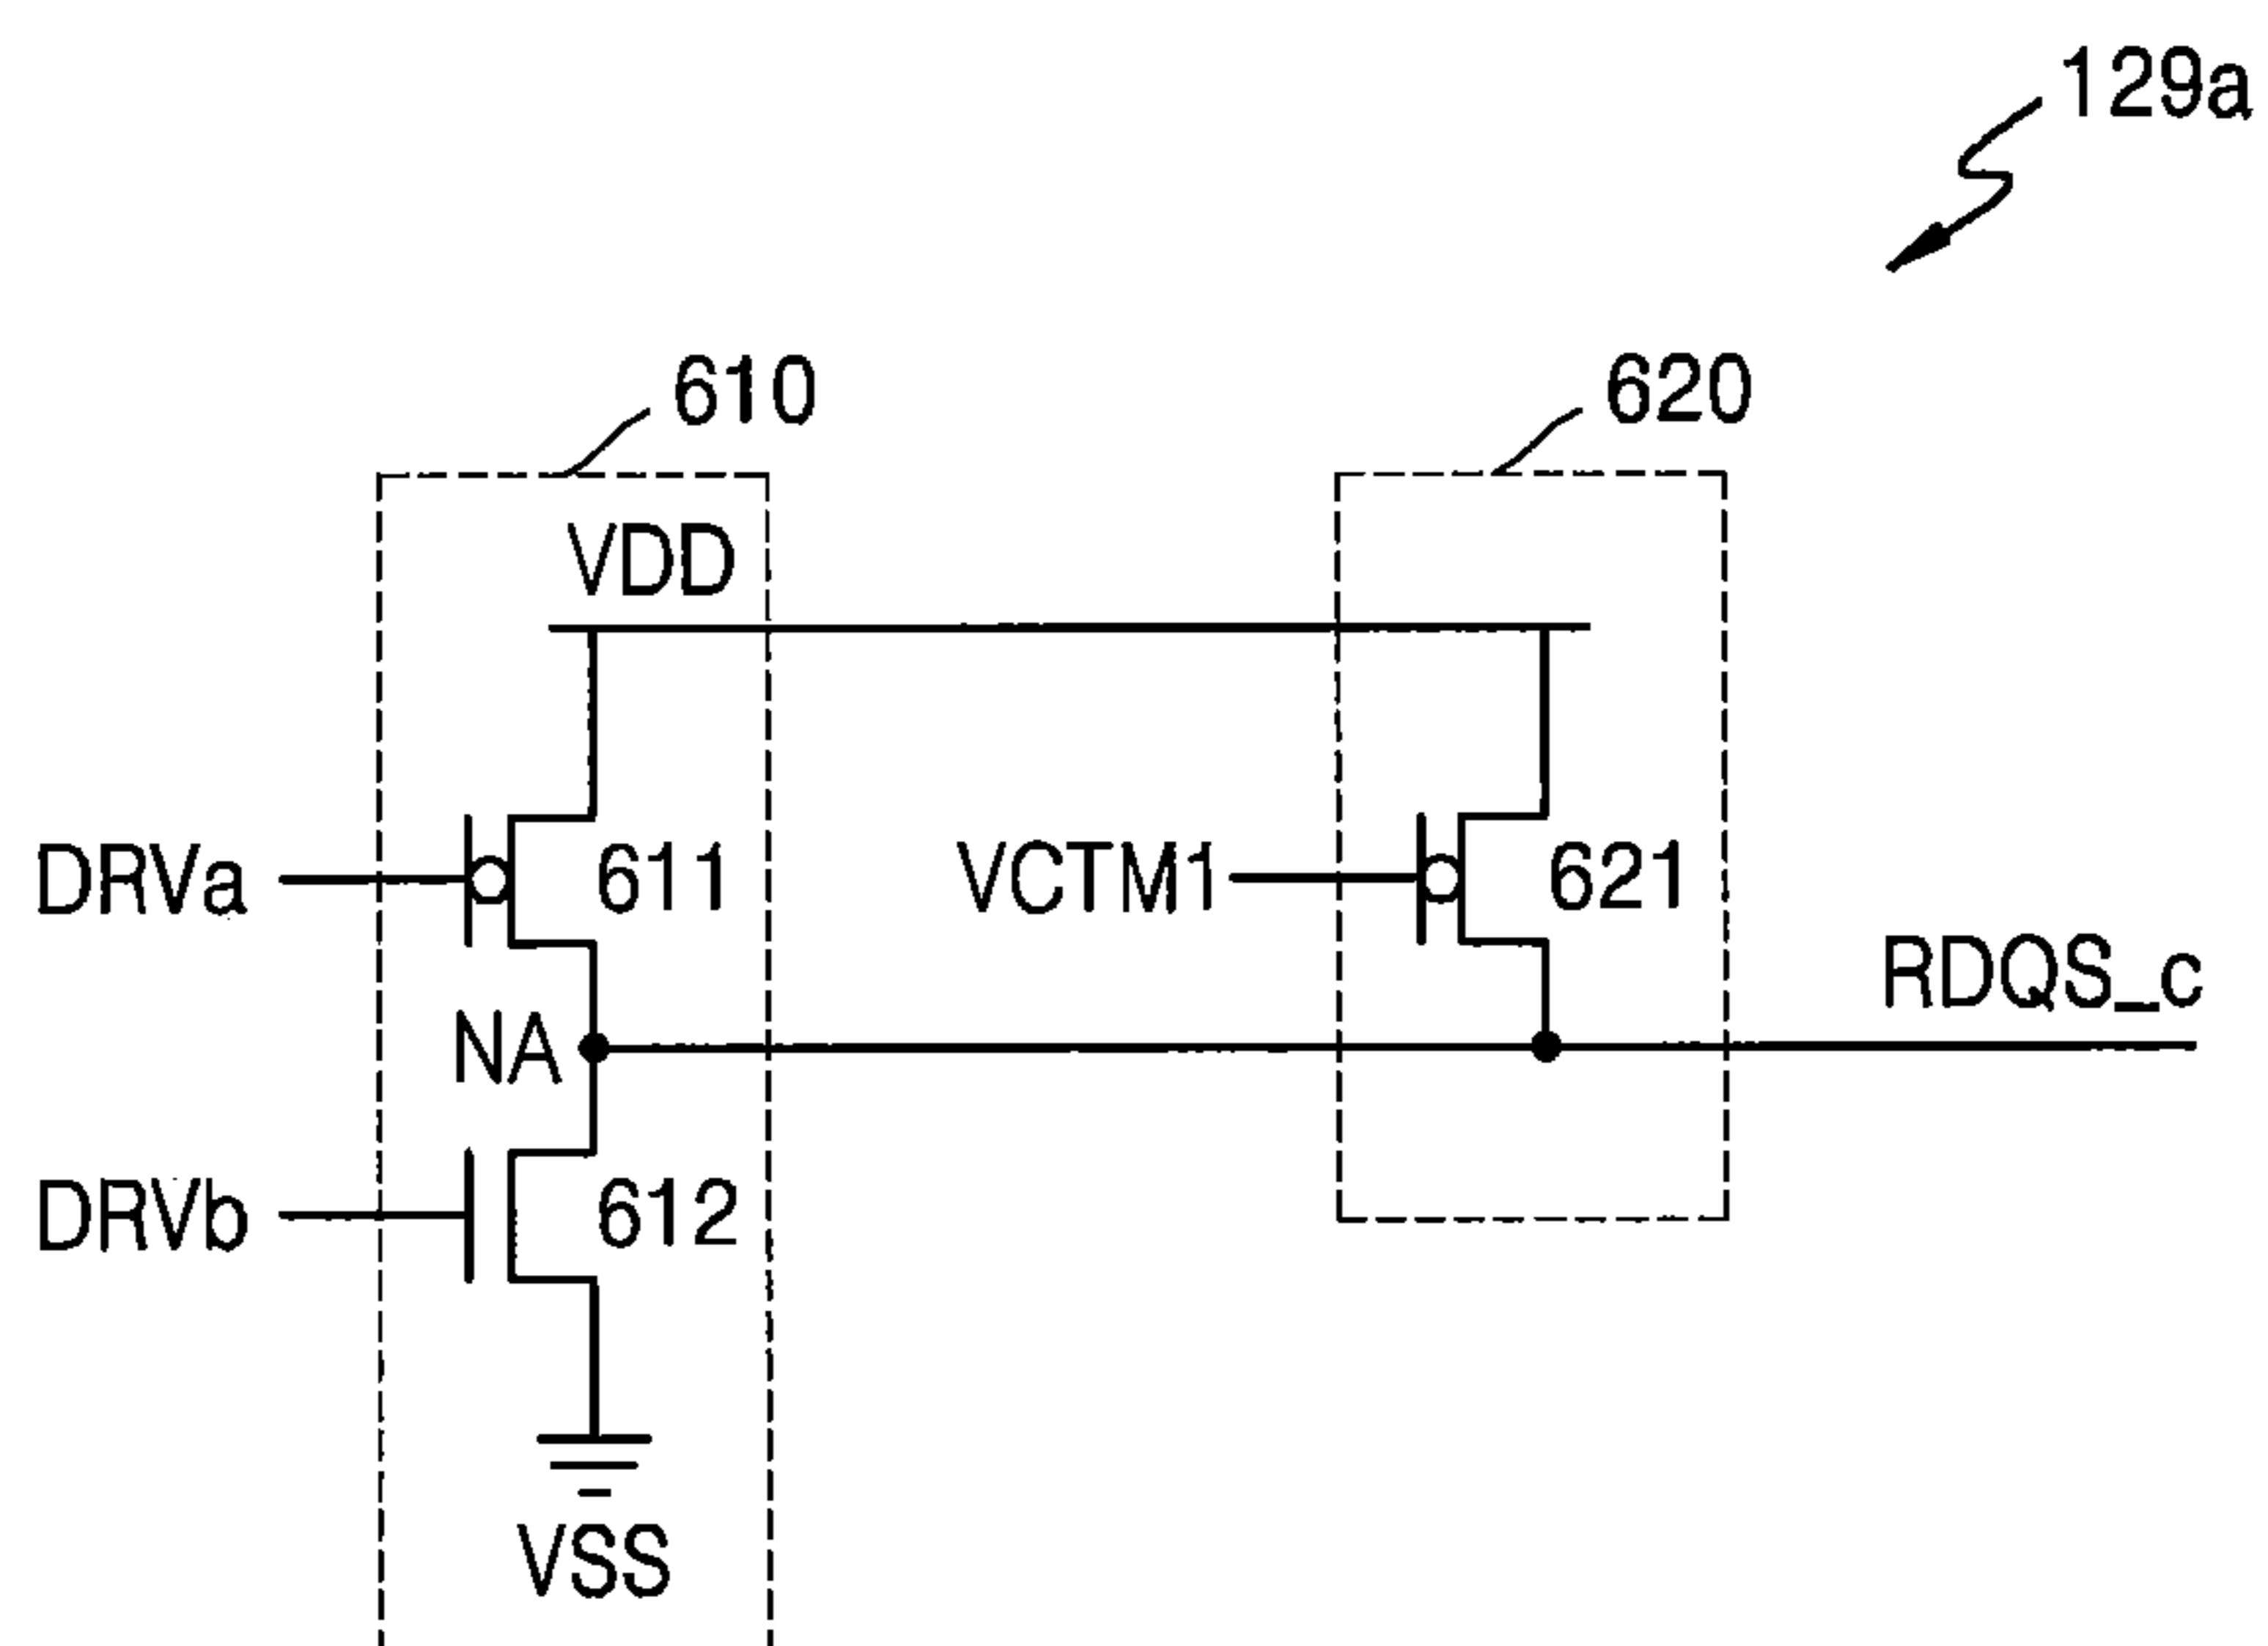 129a
610
620
VDD
DRVa
611
VCTM1
621
RDQS_c
NA
DRVb
612
VSS